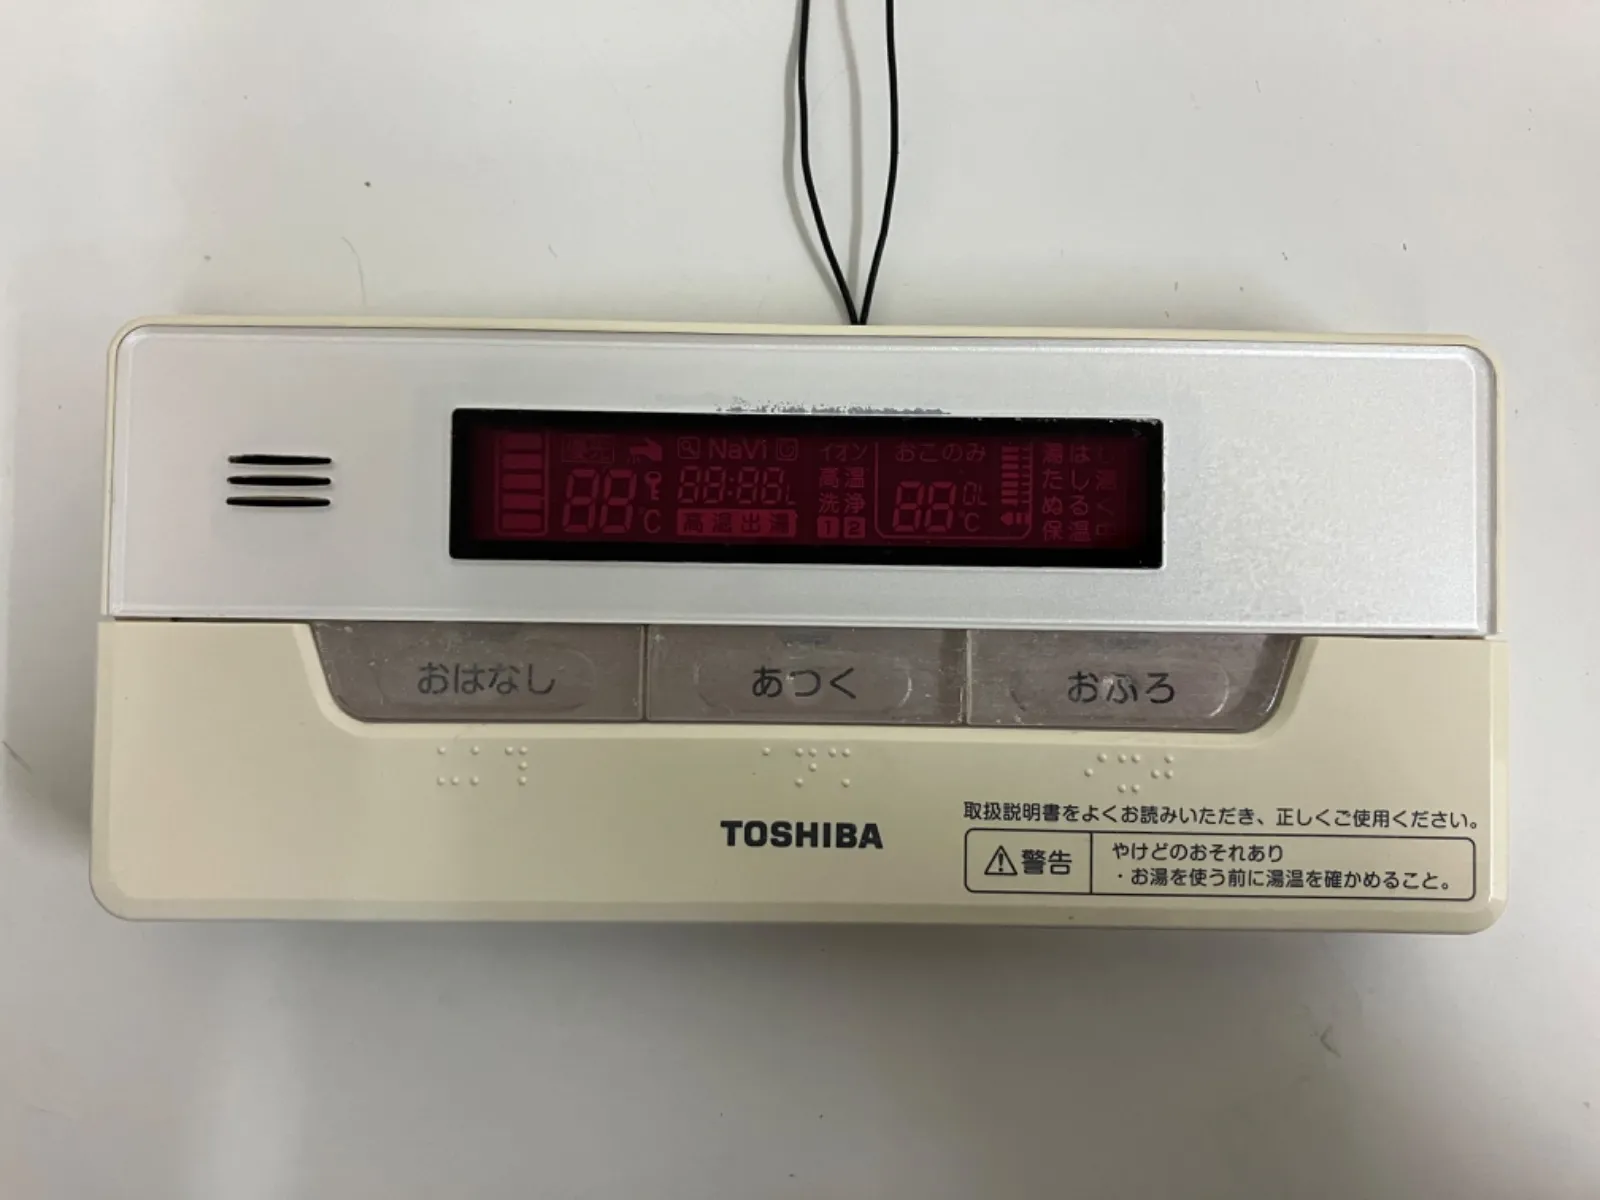 優先 NaVi イオン おこのみ
88℃ 88:88L 高温 88℃
高温出湯 洗浄
1 2
湯はし
たし
ぬる
保温
おはなし あつく おふろ
TOSHIBA
取扱説明書をよくお読みいただき、正しくご使用ください。
警告
やけどのおそれあり
・お湯を使う前に湯温を確かめること。